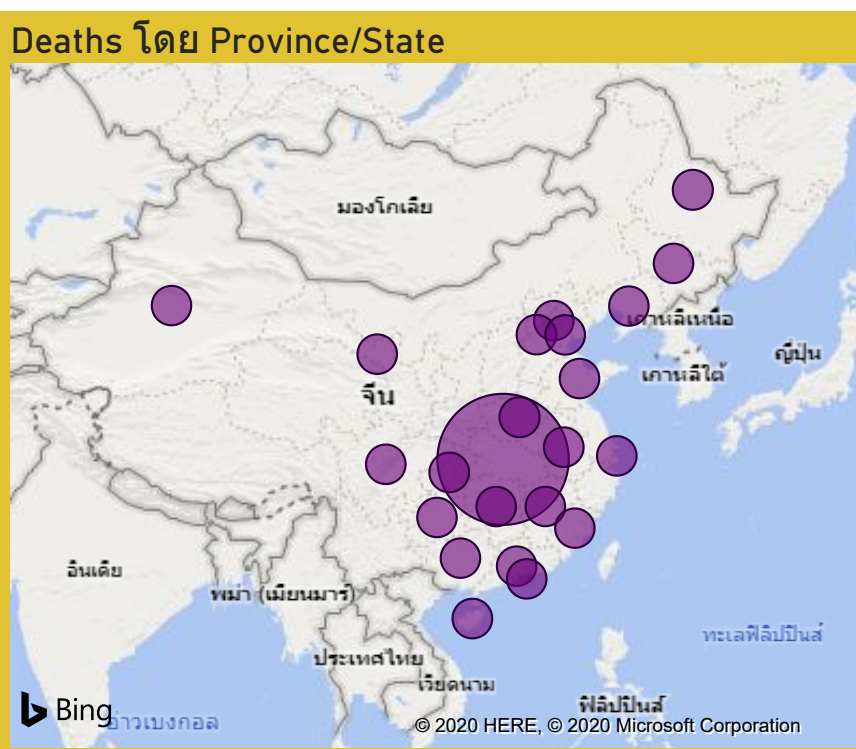 Deaths โดย Province/State
มองโกเลีย
เกาหลีเหนือ
ญี่ปุ่น
เกาหลีใต้
จีน
อินเดีย
พม่า (เมียนมาร์)
ทะเลฟิลิปปินส์
ประเทศไทย
เวียดนาม
ฟิลิปปินส์
Bing
อ่าวเบงกอล
© 2020 HERE, © 2020 Microsoft Corporation